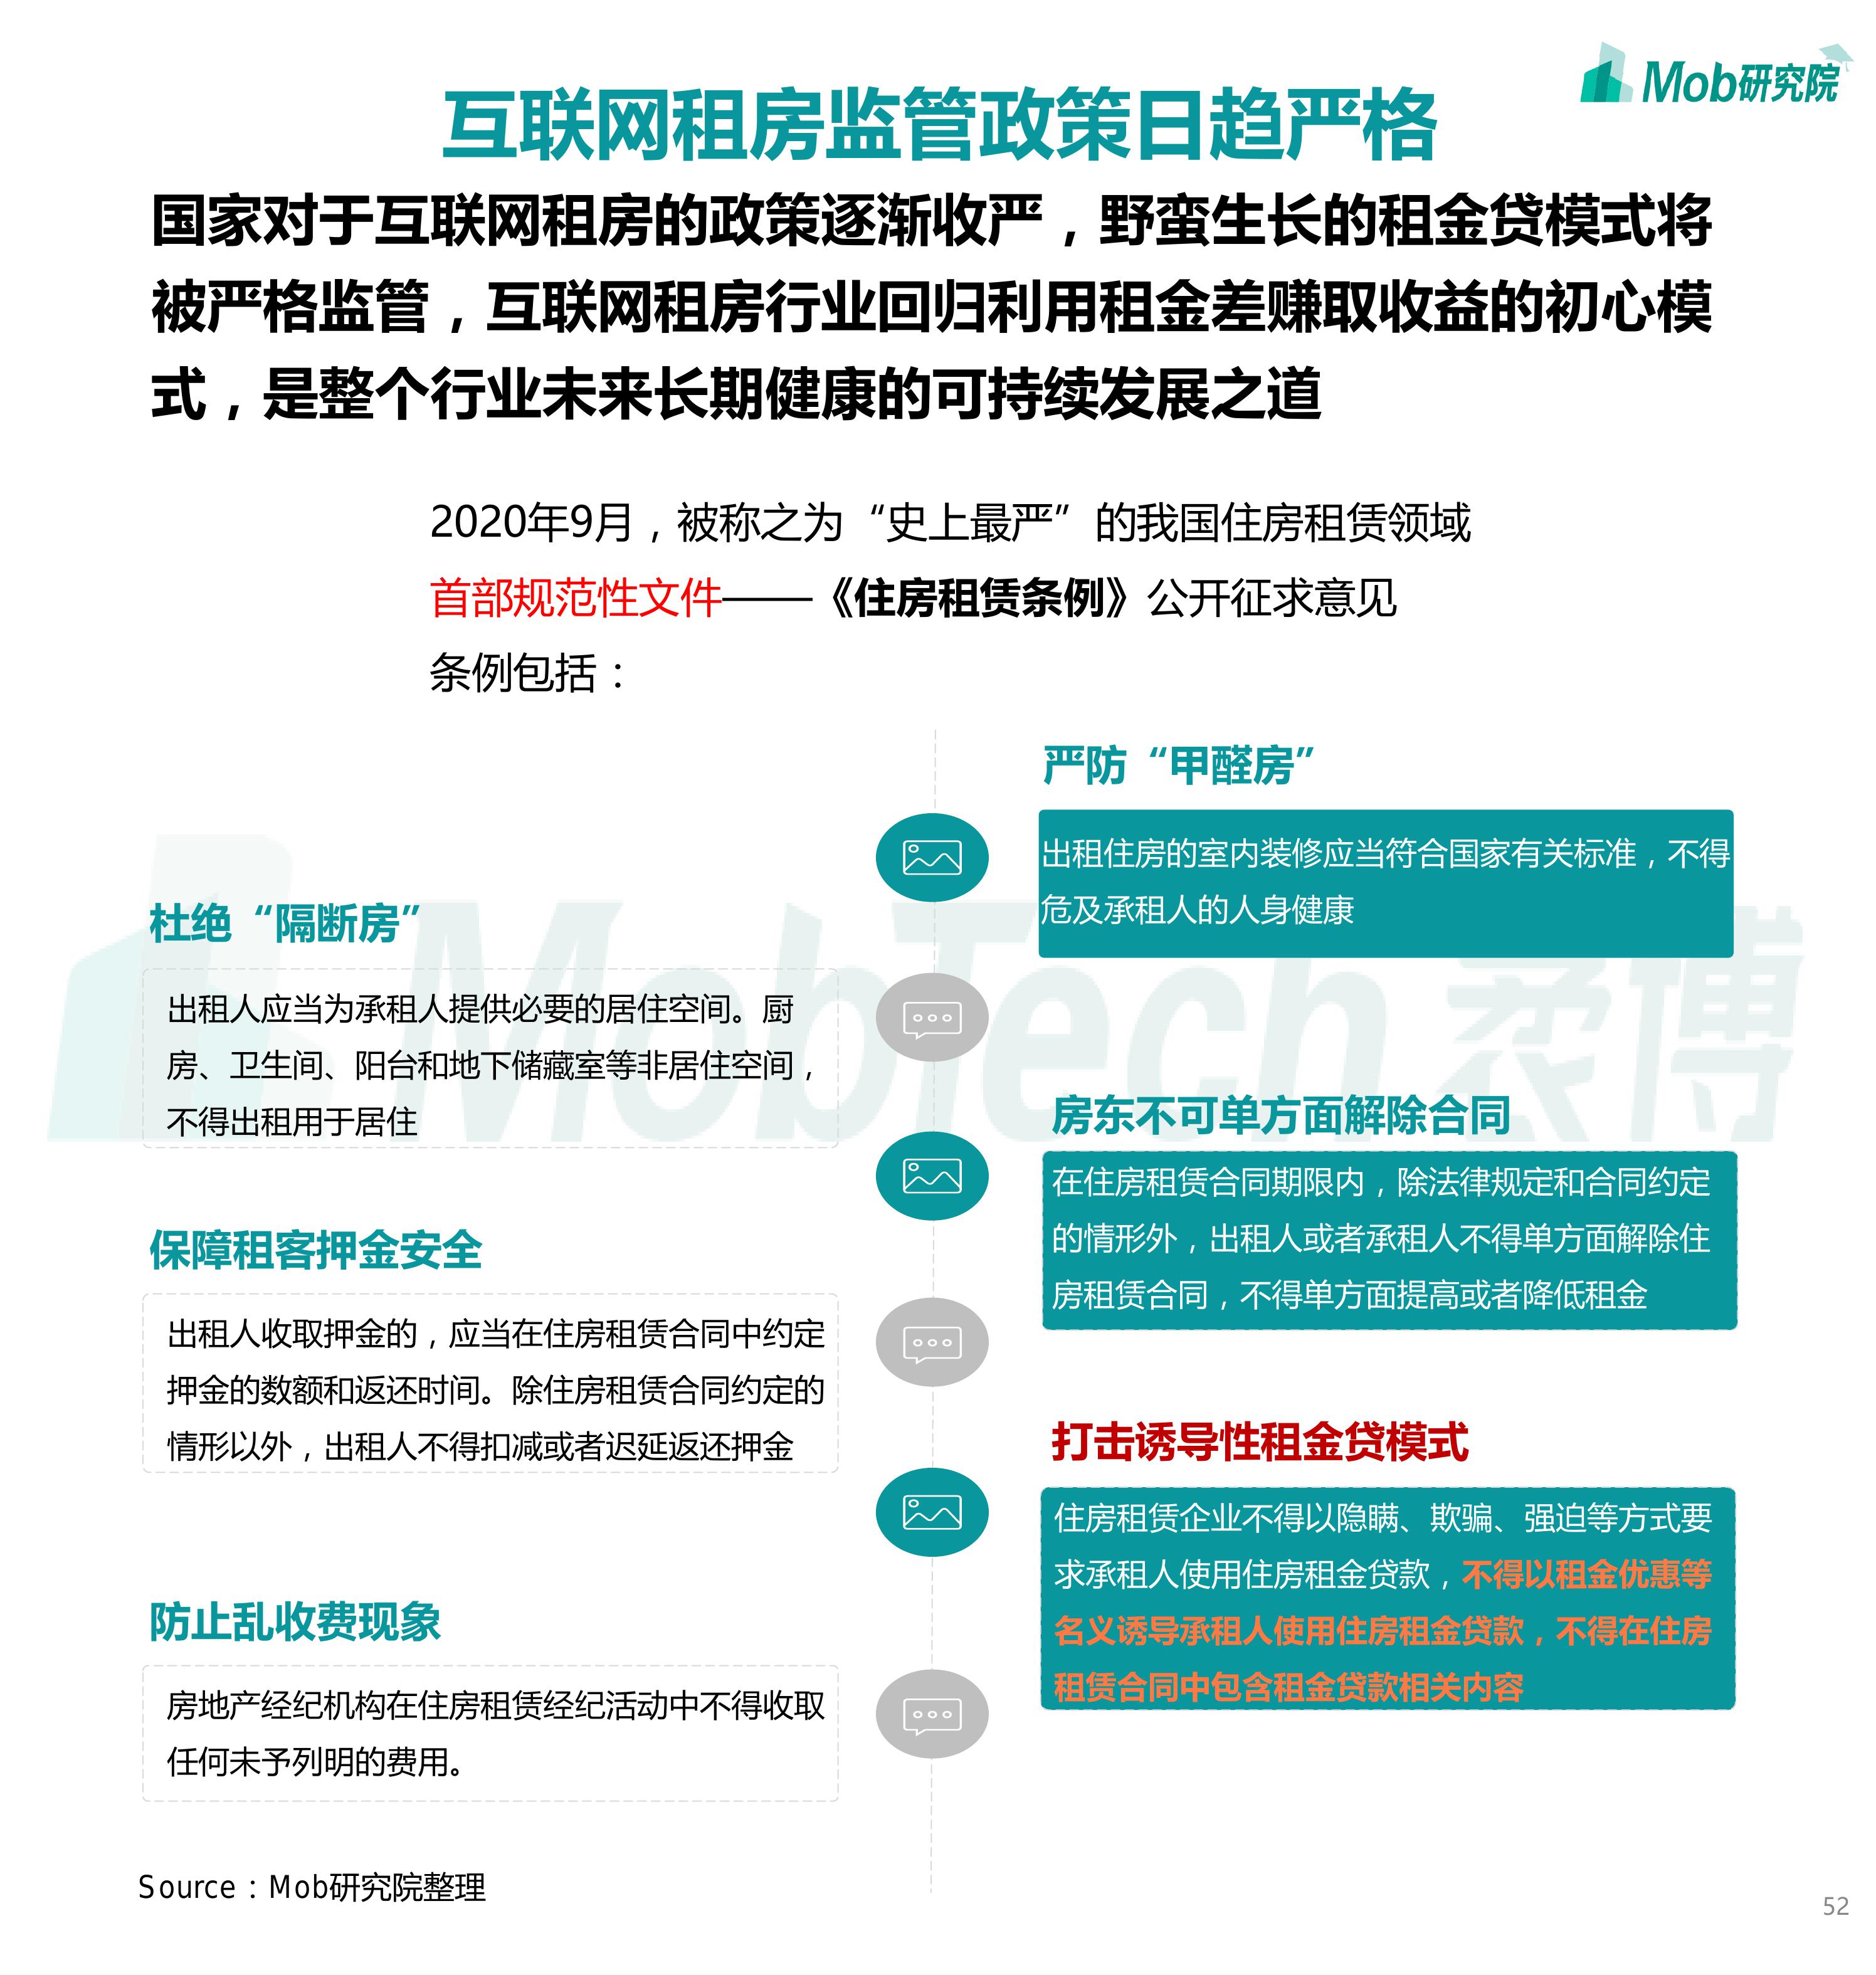 Mob研究院
互联网租房监管政策日趋严格
国家对于互联网租房的政策逐渐收严，野蛮生长的租金贷模式将
被严格监管，互联网租房行业回归利用租金差赚取收益的初心模
式，是整个行业未来长期健康的可持续发展之道
2020年9月，被称之为“史上最严”的我国住房租赁领域
首部规范性文件——《住房租赁条例》公开征求意见
条例包括：
严防“甲醛房”
出租住房的室内装修应当符合国家有关标准，不得
危及承租人的人身健康
杜绝“隔断房”
出租人应当为承租人提供必要的居住空间。厨
房、卫生间、阳台和地下储藏室等非居住空间，
不得出租用于居住
房东不可单方面解除合同
在住房租赁合同期限内，除法律规定和合同约定
的情形外，出租人或者承租人不得单方面解除住
房租赁合同，不得单方面提高或者降低租金
保障租客押金安全
出租人收取押金的，应当在住房租赁合同中约定
押金的数额和返还时间。除住房租赁合同约定的
情形以外，出租人不得扣减或者迟延返还押金
打击诱导性租金贷模式
住房租赁企业不得以隐瞒、欺骗、强迫等方式要
求承租人使用住房租金贷款，不得以租金优惠等
名义诱导承租人使用住房租金贷款，不得在住房
租赁合同中包含租金贷款相关内容
防止乱收费现象
房地产经纪机构在住房租赁经纪活动中不得收取
任何未予列明的费用。
MobTech 袤博
Source：Mob研究院整理
52